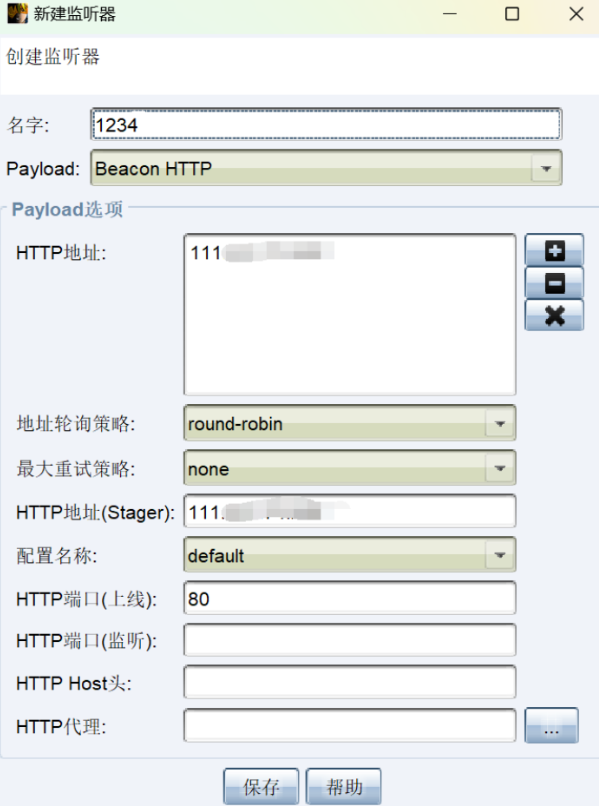 新建监听器
创建监听器
名字: 1234
Payload: Beacon HTTP
Payload选项
HTTP地址: 111
地址轮询策略: round-robin
最大重试策略: none
HTTP地址(Stager): 111.
配置名称: default
HTTP端口(上线): 80
HTTP端口(监听):
HTTP Host头:
HTTP代理: ...
保存 帮助